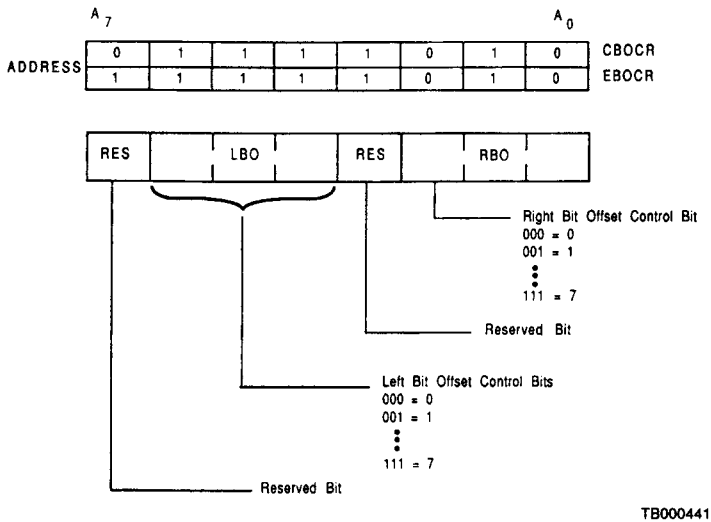 A7 A0
ADDRESS
0 1 1 1 1 0 1 0 CBOCR
1 1 1 1 1 0 1 0 EBOCR
RES LBO RES RBO
Right Bit Offset Control Bit
000 = 0
001 = 1
111 = 7
Reserved Bit
Left Bit Offset Control Bits
000 = 0
001 = 1
111 = 7
Reserved Bit
TB000441